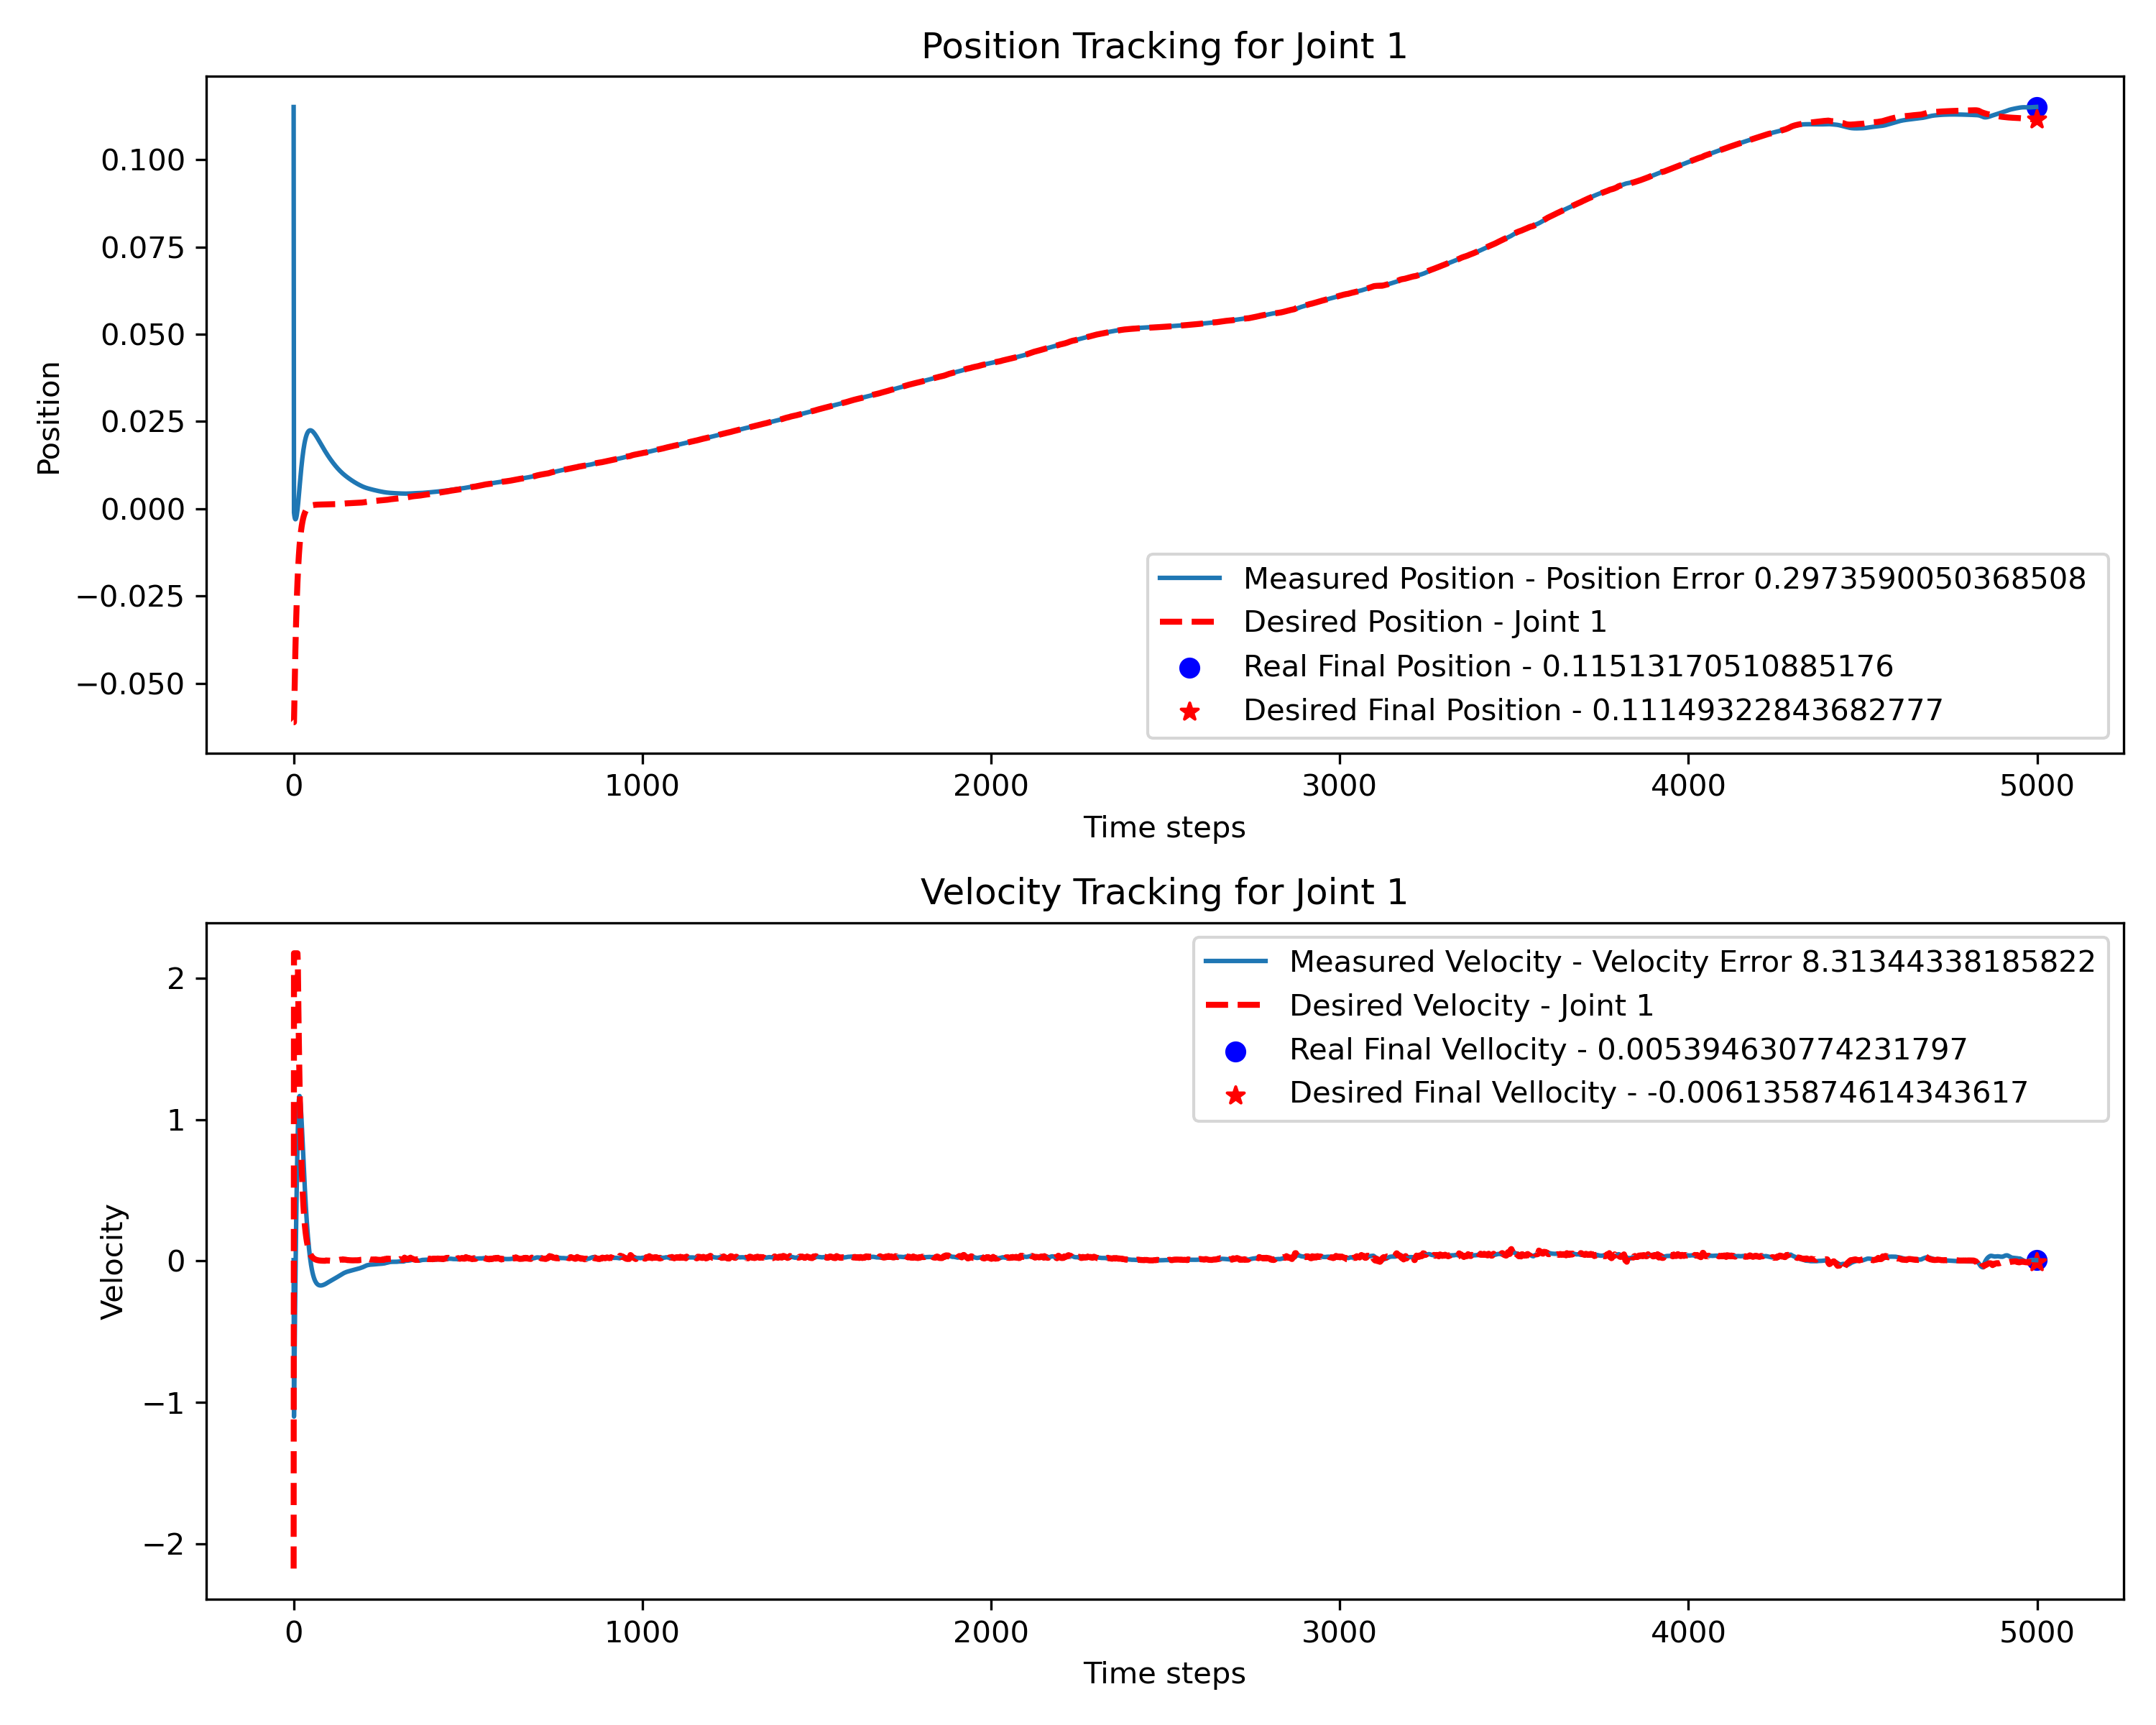 Position Tracking for Joint 1
Position
0.100
0.075
0.050
0.025
0.000
−0.025
−0.050
Measured Position - Position Error 0.2973590050368508
Desired Position - Joint 1
Real Final Position - 0.11513170510885176
Desired Final Position - 0.11149322843682777
0 1000 2000 3000 4000 5000
Time steps
Velocity Tracking for Joint 1
Velocity
2
1
0
−1
−2
Measured Velocity - Velocity Error 8.31344338185822
Desired Velocity - Joint 1
Real Final Vellocity - 0.005394630774231797
Desired Final Vellocity - -0.006135874614343617
0 1000 2000 3000 4000 5000
Time steps